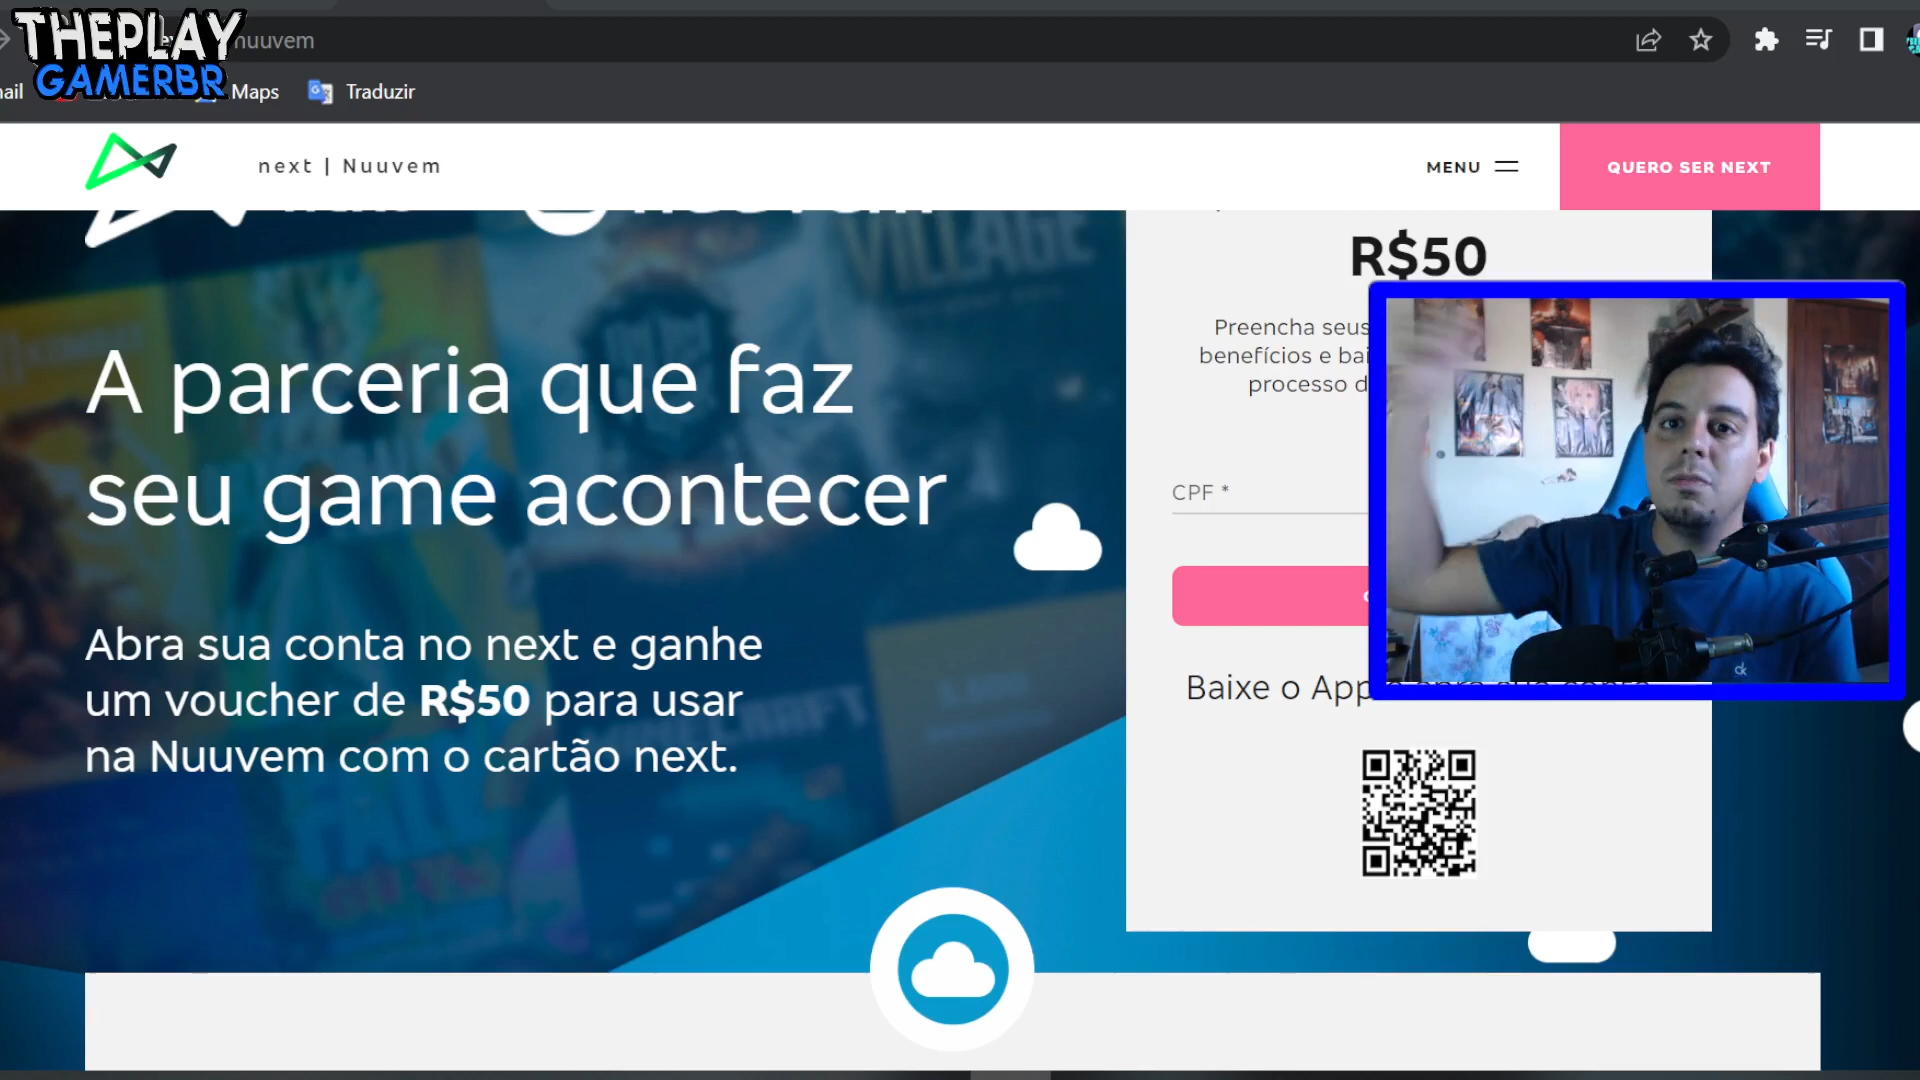 THEPLAY
GAMERBR
nuuvem
Maps
Traduzir
next | Nuuvem
MENU
QUERO SER NEXT
VILLAGE
R$50
A parceria que faz
seu game acontecer
Preencha seus
benefícios e
processo
CPF *
Abra sua conta no next e ganhe
um voucher de R$50 para usar
na Nuuvem com o cartão next.
Baixe o App
ck